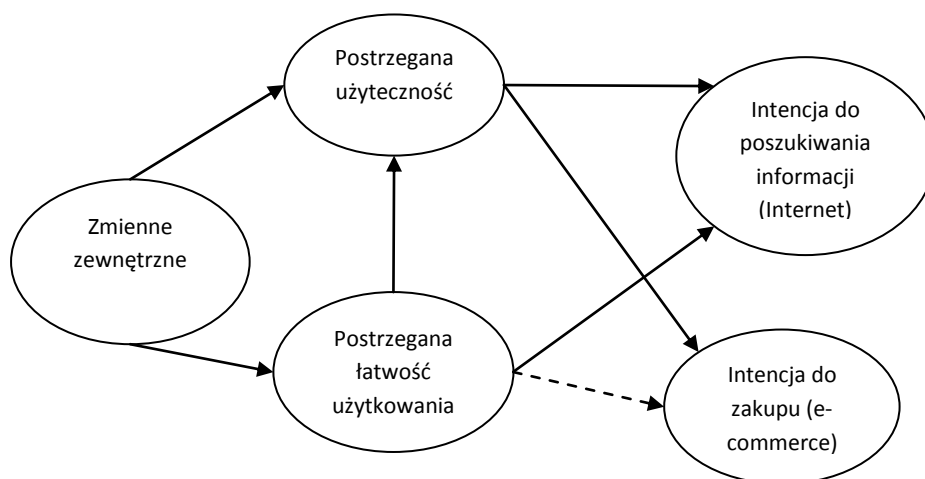 Postrzegana
użyteczność
Intencja do
poszukiwania
informacji
(Internet)
Zmienne
zewnętrzne
Postrzegana
łatwość
użytkowania
Intencja do
zakupu (e-
commerce)